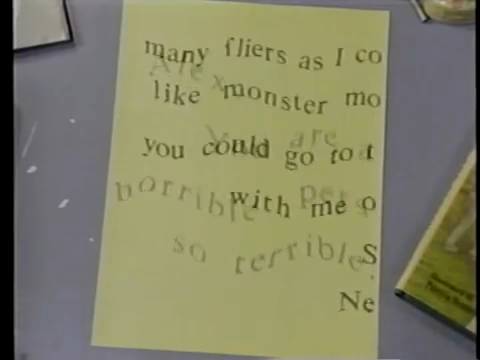 many fliers as I co
Alex
like monster mo
You are a
you could go to t
horrible pers
with me o
so terrible.
S
Ne